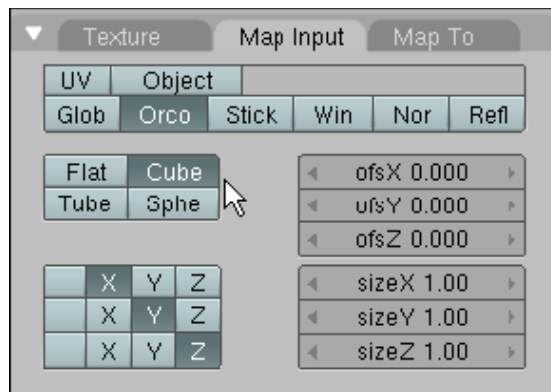 Texture Map Input Map To
UV Object
Glob Orco Stick Win Nor Refl
Flat Cube
Tube Sphe
ofsX 0.000
ofsY 0.000
ofsZ 0.000
X Y Z
X Y Z
X Y Z
sizeX 1.00
sizeY 1.00
sizeZ 1.00